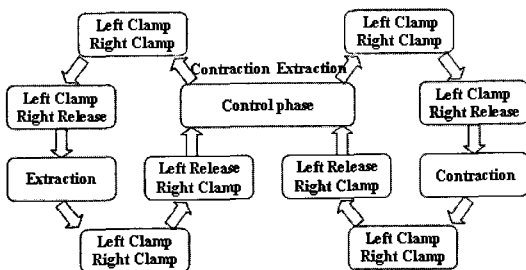 Left Clamp
Right Clamp
Left Clamp
Right Clamp
Contraction Extraction
Left Clamp
Right Release
Control phase
Left Clamp
Right Release
Extraction
Left Release
Right Clamp
Left Release
Right Clamp
Contraction
Left Clamp
Right Clamp
Left Clamp
Right Clamp